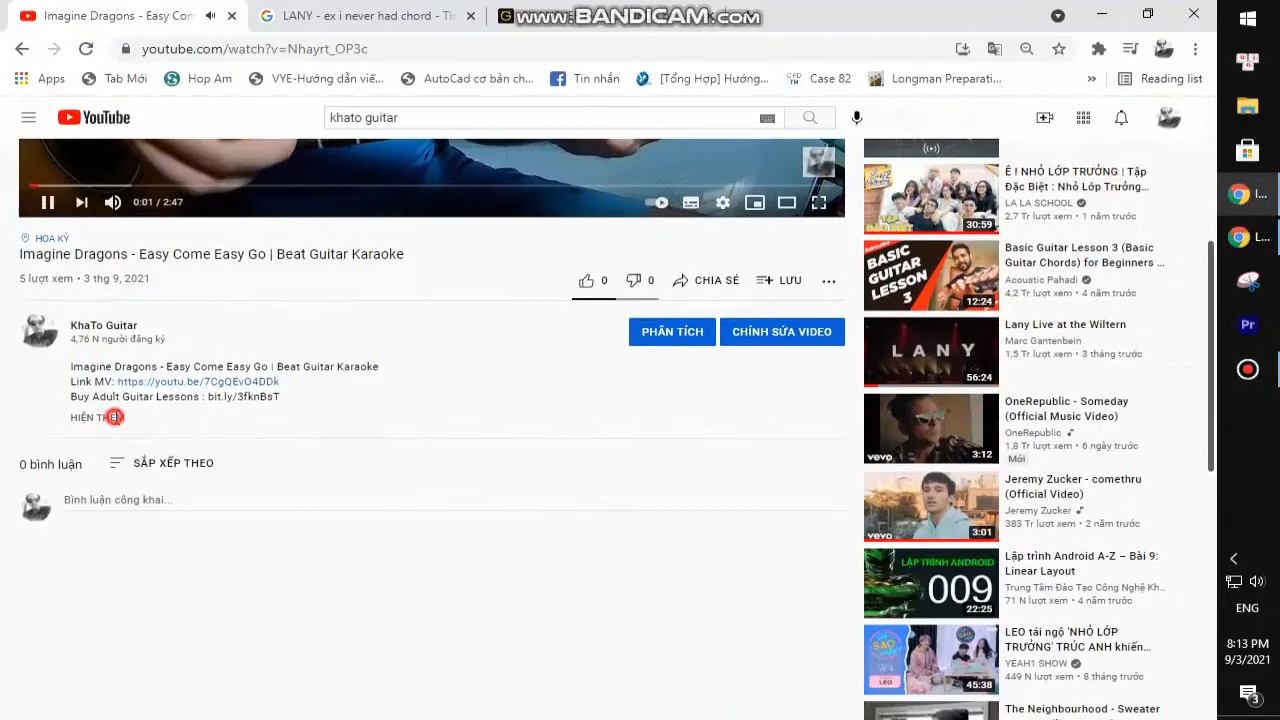 Imagine Dragons - Easy Com
LANY - ex i never had chord - Tì
www.BANDICAM.com
youtube.com/watch?v=Nhayrt_OP3c
Apps
Tab Mới
Hop Am
VYE-Hướng dẫn viế...
AutoCad cơ bản ch...
Tin nhắn
[Tổng Hợp] Hướng...
Case 82
Longman Preparati...
»
Reading list
YouTube
khato guitar
0:01 / 2:47
HOA KỲ
Imagine Dragons - Easy Come Easy Go | Beat Guitar Karaoke
5 lượt xem • 3 thg 9, 2021
0
0
CHIA SẺ
LƯU
KhaTo Guitar
4,76 N người đăng ký
PHÂN TÍCH
CHỈNH SỬA VIDEO
Imagine Dragons - Easy Come Easy Go | Beat Guitar Karaoke
Link MV: https://youtu.be/7CgQEvO4DDk
Buy Adult Guitar Lessons : bit.ly/3fknBsT
HIỆN
0 bình luận
SẮP XẾP THEO
Bình luận công khai...
30:59
Ê ! NHỎ LỚP TRƯỞNG | Tập
Đặc Biệt : Nhỏ Lớp Trưởng...
LA LA SCHOOL
2,7 Tr lượt xem • 1 năm trước
BASIC
GUITAR
LESSON
3
12:24
Basic Guitar Lesson 3 (Basic
Guitar Chords) for Beginners ...
Acoustic Pahadi
4,2 Tr lượt xem • 4 năm trước
LANY
56:24
Lany Live at the Wiltern
Marc Gantenbein
1,5 Tr lượt xem • 3 tháng trước
vevo
3:12
OneRepublic - Someday
(Official Music Video)
OneRepublic
1,8 Tr lượt xem • 6 ngày trước
Mới
vevo
3:01
Jeremy Zucker - comethru
(Official Video)
Jeremy Zucker
383 Tr lượt xem • 2 năm trước
LẬP TRÌNH ANDROID
009
22:25
Lập trình Android A-Z – Bài 9:
Linear Layout
Trung Tâm Đào Tạo Công Nghệ Kh...
71 N lượt xem • 4 năm trước
SAO
LEO
45:38
LEO tái ngộ 'NHỎ LỚP
TRƯỞNG' TRÚC ANH khiến...
YEAH1 SHOW
449 N lượt xem • 8 tháng trước
The Neighbourhood - Sweater
I...
L...
Pr
ENG
8:13 PM
9/3/2021
3